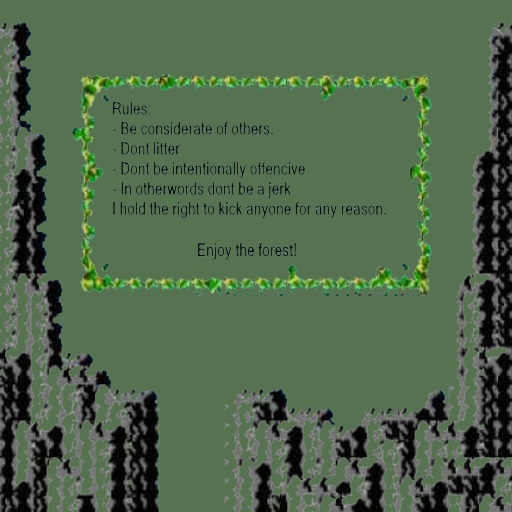 Rules:
- Be considerate of others.
- Dont litter
- Dont be intentionally offencive
- In otherwords dont be a jerk
I hold the right to kick anyone for any reason.
Enjoy the forest!